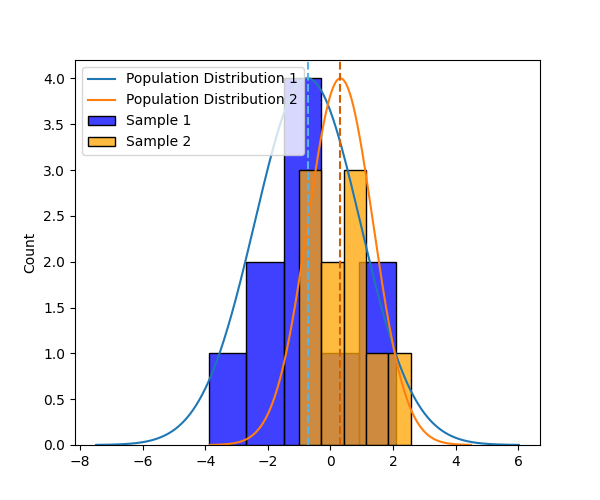 Population Distribution 1
Population Distribution 2
Sample 1
Sample 2
Count
4.0
3.5
3.0
2.5
2.0
1.5
1.0
0.5
0.0
−8 −6 −4 −2 0 2 4 6